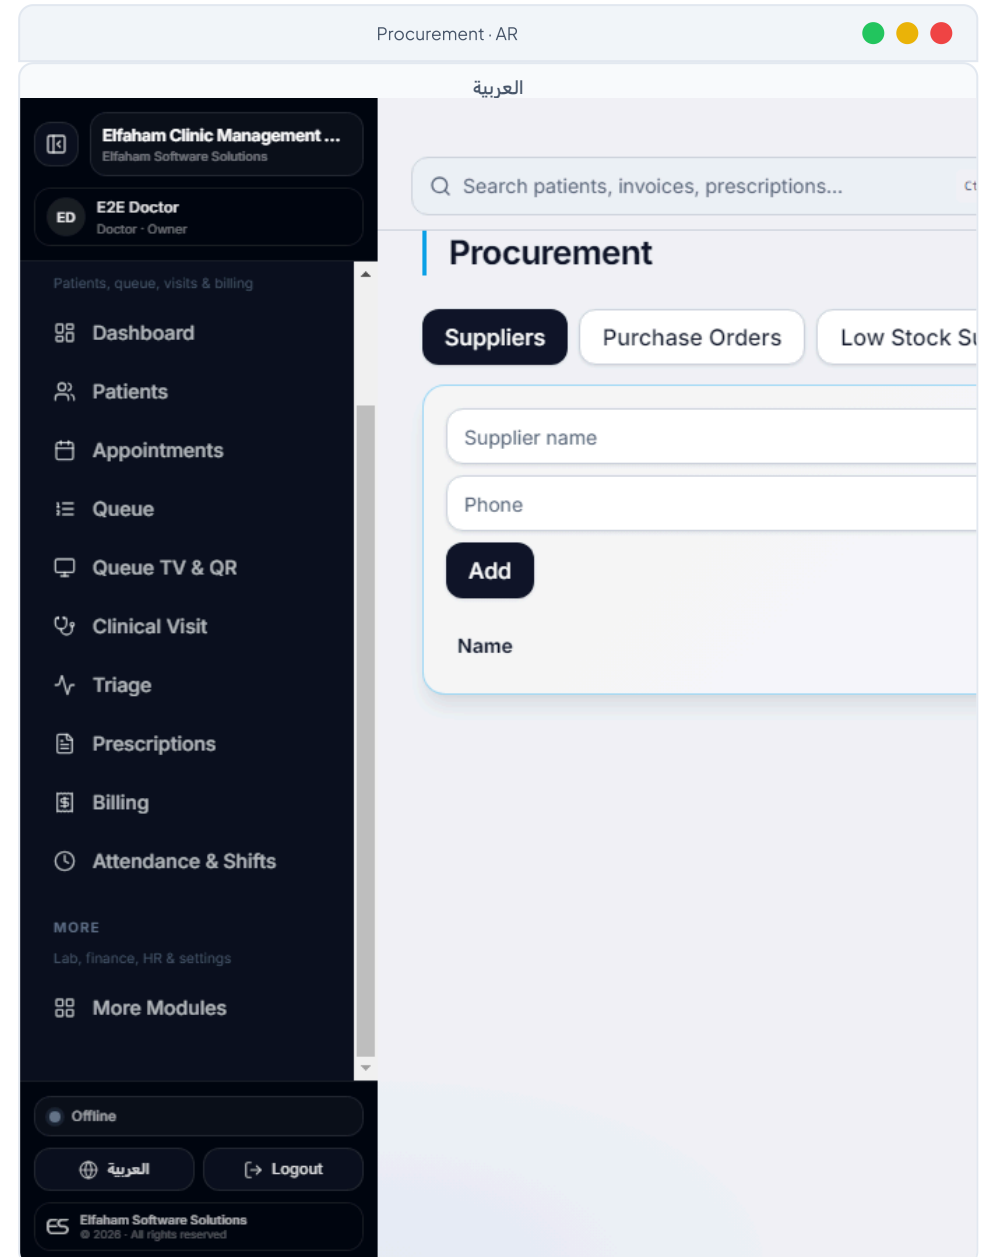 Procurement · AR
العربية
Elfaham Clinic Management ...
Elfaham Software Solutions
ED
E2E Doctor
Doctor · Owner
Patients, queue, visits & billing
Dashboard
Patients
Appointments
Queue
Queue TV & QR
Clinical Visit
Triage
Prescriptions
Billing
Attendance & Shifts
MORE
Lab, finance, HR & settings
More Modules
Offline
العربية
Logout
ES
Elfaham Software Solutions
© 2026 - All rights reserved
Search patients, invoices, prescriptions...
Procurement
Suppliers
Purchase Orders
Low Stock
Supplier name
Phone
Add
Name